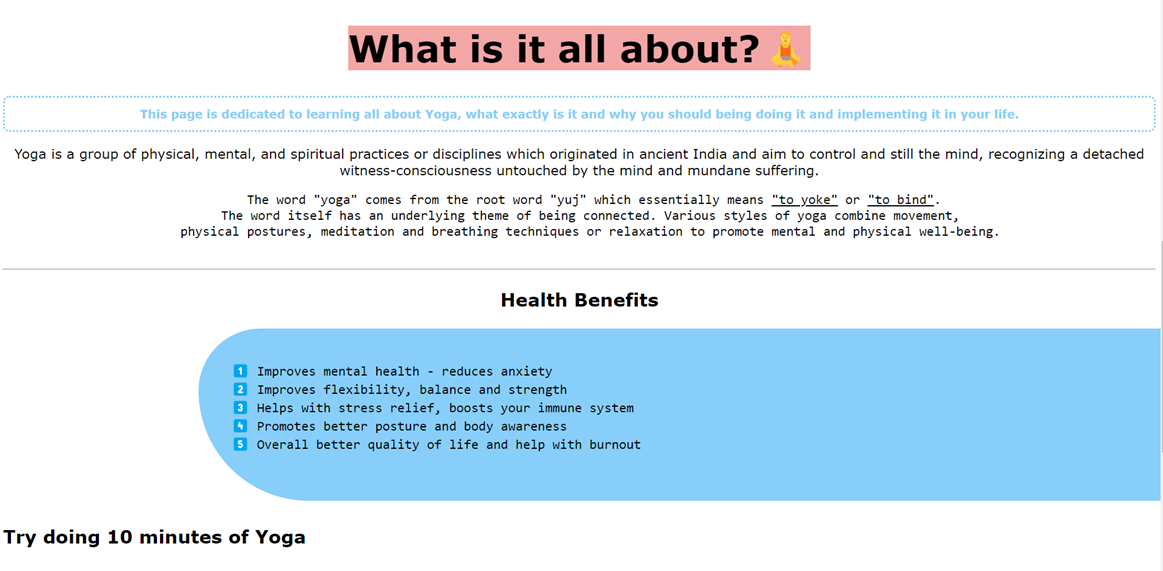 What is it all about?🧘
This page is dedicated to learning all about Yoga, what exactly is it and why you should being doing it and implementing it in your life.
Yoga is a group of physical, mental, and spiritual practices or disciplines which originated in ancient India and aim to control and still the mind, recognizing a detached
witness-consciousness untouched by the mind and mundane suffering.
The word "yoga" comes from the root word "yuj" which essentially means "to yoke" or "to bind".
The word itself has an underlying theme of being connected. Various styles of yoga combine movement,
physical postures, meditation and breathing techniques or relaxation to promote mental and physical well-being.
Health Benefits
1 Improves mental health - reduces anxiety
2 Improves flexibility, balance and strength
3 Helps with stress relief, boosts your immune system
4 Promotes better posture and body awareness
5 Overall better quality of life and help with burnout
Try doing 10 minutes of Yoga